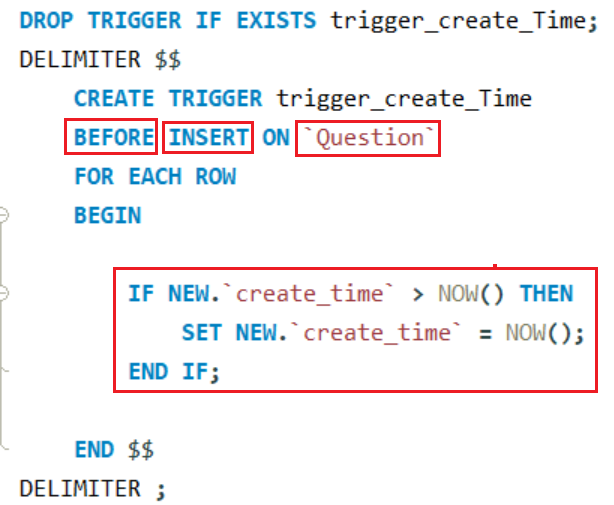 DROP TRIGGER IF EXISTS trigger_create_Time;
DELIMITER $$
CREATE TRIGGER trigger_create_Time
BEFORE INSERT ON `Question`
FOR EACH ROW
BEGIN
IF NEW.`create_time` > NOW() THEN
SET NEW.`create_time` = NOW();
END IF;
END $$
DELIMITER ;